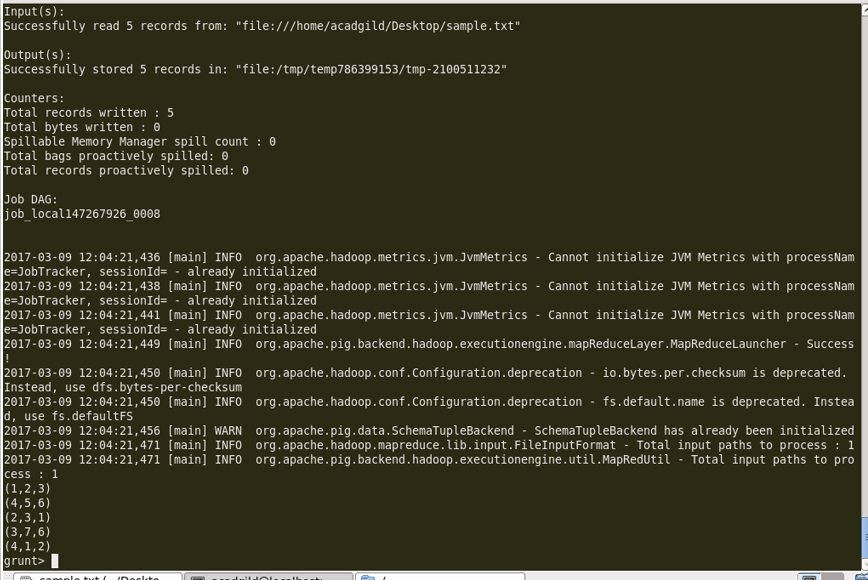 Input(s):
Successfully read 5 records from: "file:///home/acadgild/Desktop/sample.txt"
Output(s):
Successfully stored 5 records in: "file:/tmp/temp786399153/tmp-2100511232"
Counters:
Total records written : 5
Total bytes written : 0
Spillable Memory Manager spill count : 0
Total bags proactively spilled: 0
Total records proactively spilled: 0
Job DAG:
job_local147267926_0008
2017-03-09 12:04:21,436 [main] INFO  org.apache.hadoop.metrics.jvm.JvmMetrics - Cannot initialize JVM Metrics with processNam
e=JobTracker, sessionId= - already initialized
2017-03-09 12:04:21,438 [main] INFO  org.apache.hadoop.metrics.jvm.JvmMetrics - Cannot initialize JVM Metrics with processNam
e=JobTracker, sessionId= - already initialized
2017-03-09 12:04:21,441 [main] INFO  org.apache.hadoop.metrics.jvm.JvmMetrics - Cannot initialize JVM Metrics with processNam
e=JobTracker, sessionId= - already initialized
2017-03-09 12:04:21,449 [main] INFO  org.apache.pig.backend.hadoop.executionengine.mapReduceLayer.MapReduceLauncher - Success
!
2017-03-09 12:04:21,450 [main] INFO  org.apache.hadoop.conf.Configuration.deprecation - io.bytes.per.checksum is deprecated.
Instead, use dfs.bytes-per-checksum
2017-03-09 12:04:21,450 [main] INFO  org.apache.hadoop.conf.Configuration.deprecation - fs.default.name is deprecated. Instea
d, use fs.defaultFS
2017-03-09 12:04:21,456 [main] WARN  org.apache.pig.data.SchemaTupleBackend - SchemaTupleBackend has already been initialized
2017-03-09 12:04:21,471 [main] INFO  org.apache.hadoop.mapreduce.lib.input.FileInputFormat - Total input paths to process : 1
2017-03-09 12:04:21,471 [main] INFO  org.apache.pig.backend.hadoop.executionengine.util.MapRedUtil - Total input paths to pro
cess : 1
(1,2,3)
(4,5,6)
(2,3,1)
(3,7,6)
(4,1,2)
grunt>